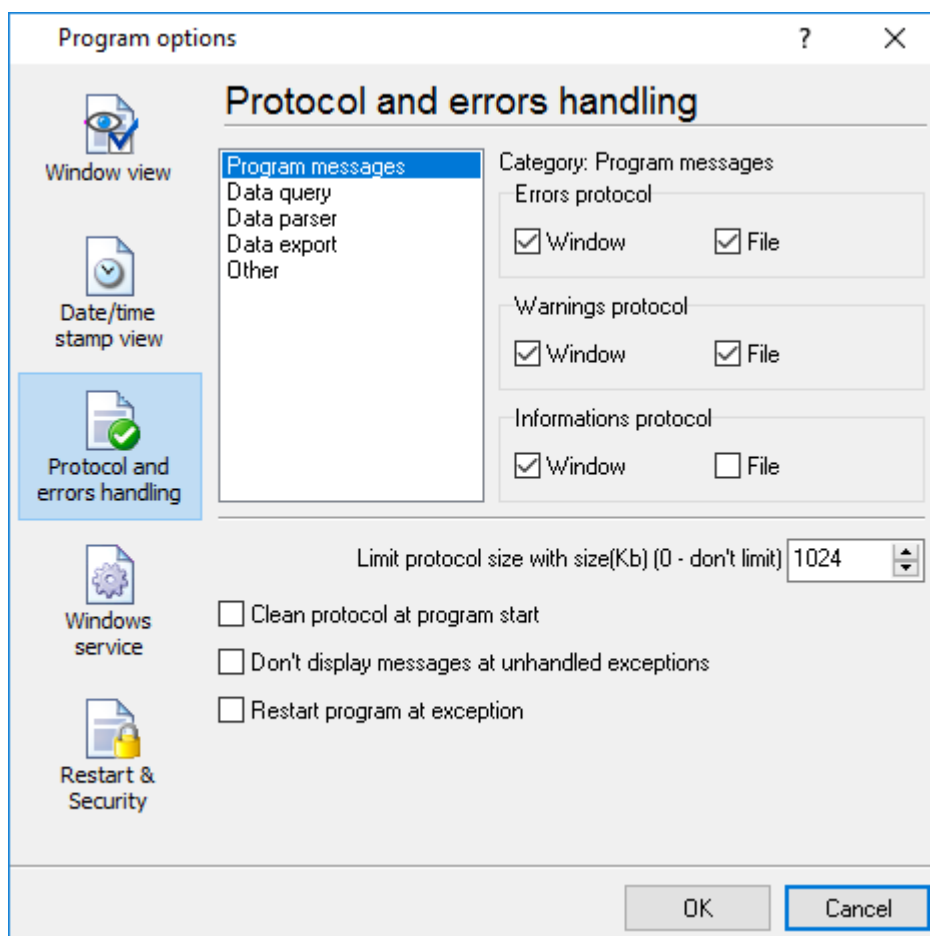 Program options
?
Window view
Date/time
stamp view
Protocol and
errors handling
Windows
service
Restart &
Security
Protocol and errors handling
Program messages
Data query
Data parser
Data export
Other
Category: Program messages
Errors protocol
Window
File
Warnings protocol
Window
File
Informations protocol
Window
File
Limit protocol size with size(Kb) (0 - don't limit)
1024
Clean protocol at program start
Don't display messages at unhandled exceptions
Restart program at exception
OK
Cancel